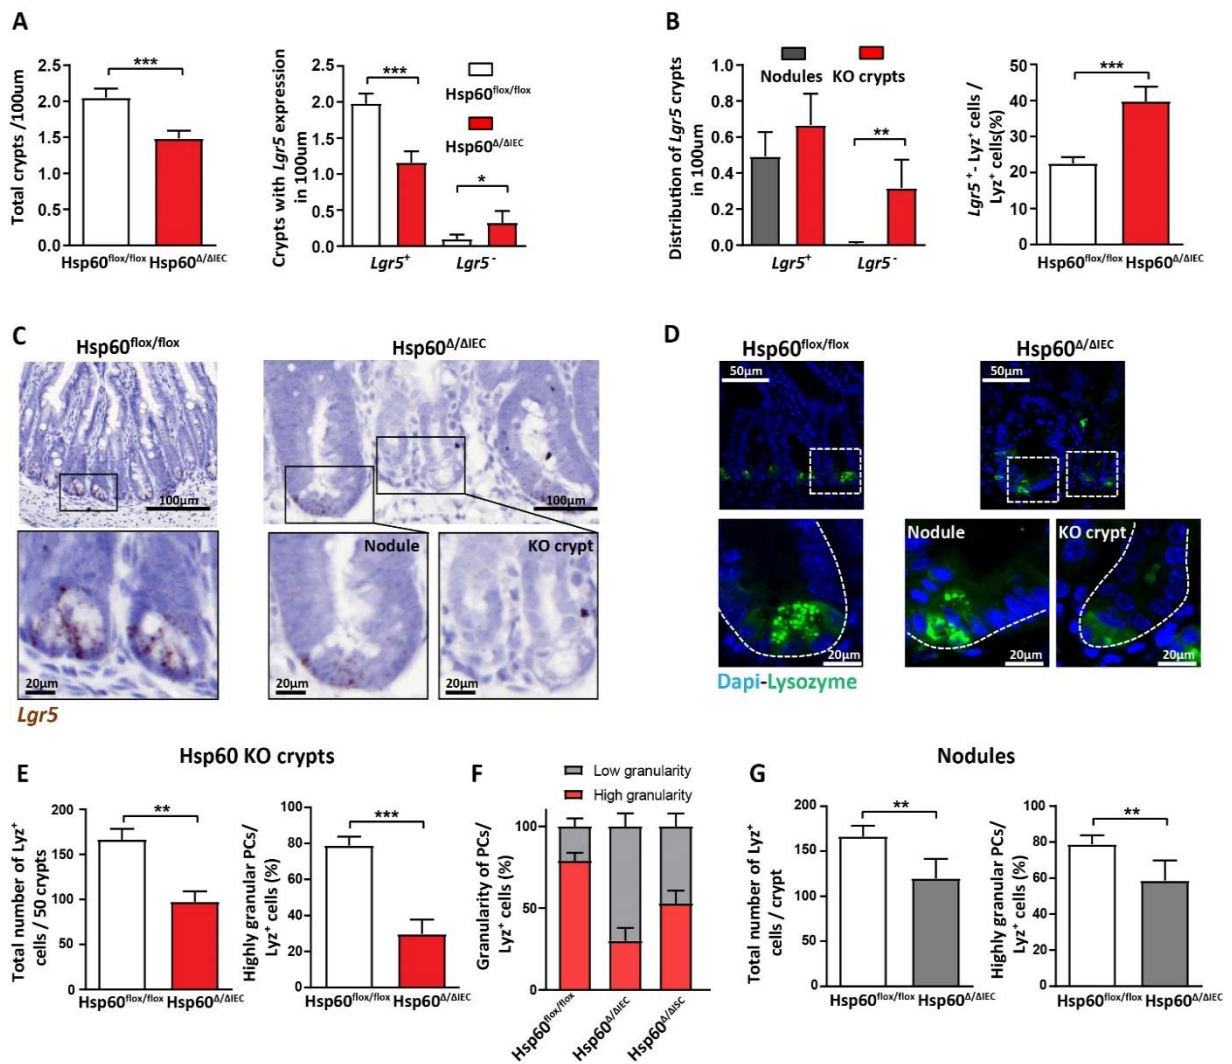 A
Total crypts /100um
2.5
2.0
1.5
1.0
0.5
0.0
***
Hsp60flox/flox Hsp60Δ/ΔIEC
Crypts with Lgr5 expression
in 100um
2.5
2.0
1.5
1.0
0.5
0.0
***
*
Lgr5+
Lgr5-
Hsp60flox/flox
Hsp60Δ/ΔIEC
B
Distribution of Lgr5 crypts
in 100um
1.0
0.8
0.6
0.4
0.2
0.0
Nodules
KO crypts
**
Lgr5+
Lgr5-
Lgr5+- Lyz+ cells /
Lyz+ cells(%)
50
40
30
20
10
0
***
Hsp60flox/flox Hsp60Δ/ΔIEC
C
Hsp60flox/flox
Hsp60Δ/ΔIEC
100μm
100μm
Nodule
KO crypt
20μm
20μm
20μm
Lgr5
D
Hsp60flox/flox
Hsp60Δ/ΔIEC
50μm
50μm
Nodule
KO crypt
20μm
20μm
20μm
Dapi-Lysozyme
Hsp60 KO crypts
E
Total number of Lyz+
cells / 50 crypts
200
150
100
50
0
**
Hsp60flox/flox Hsp60Δ/ΔIEC
Highly granular PCs/
Lyz+ cells (%)
100
80
60
40
20
0
***
Hsp60flox/flox Hsp60Δ/ΔIEC
F
Low granularity
High granularity
Granularity of PCs/
Lyz+ cells (%)
100
50
0
Hsp60flox/flox
Hsp60Δ/ΔIEC
Hsp60Δ/ΔISC
Nodules
G
Total number of Lyz+
cells / crypt
200
150
100
50
0
**
Hsp60flox/flox Hsp60Δ/ΔIEC
Highly granular PCs/
Lyz+ cells (%)
100
80
60
40
20
0
**
Hsp60flox/flox Hsp60Δ/ΔIEC